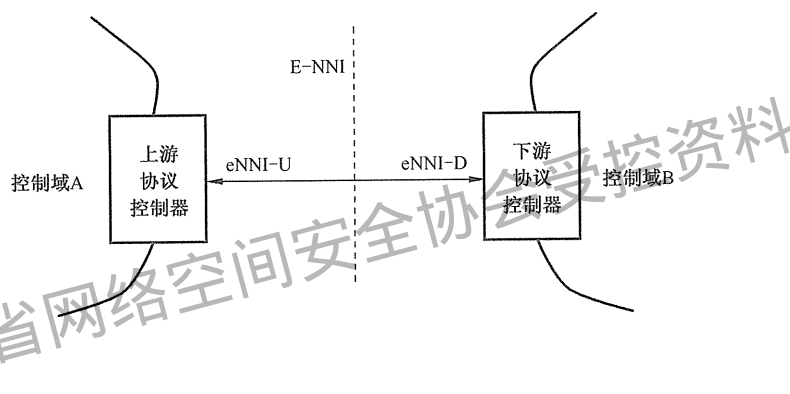 E-NNI
上游
协议
控制器
eNNI-U
eNNI-D
下游
协议
控制器
控制域A
控制域B
省网络空间安全协会受控资料